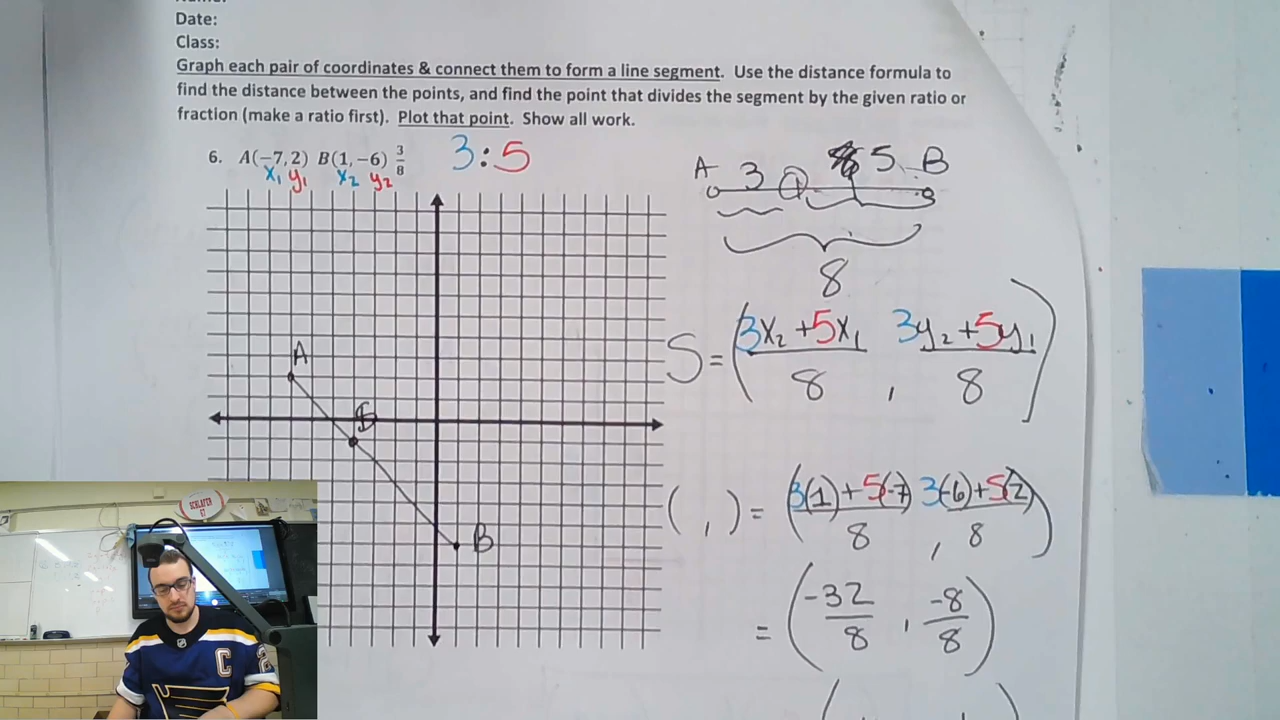 Date:
Class:
Graph each pair of coordinates & connect them to form a line segment. Use the distance formula to
find the distance between the points, and find the point that divides the segment by the given ratio or
fraction (make a ratio first). Plot that point. Show all work.
6. A(−7,2) B(1,−6) 3/8 3:5
x₁ y₁ x₂ y₂
A 3 5 B
8
S = (3x₂+5x₁/8, 3y₂+5y₁/8)
A
S
B
( , ) = (3(1)+5(-7)/8, 3(-6)+5(2)/8)
= (-32/8, -8/8)
C